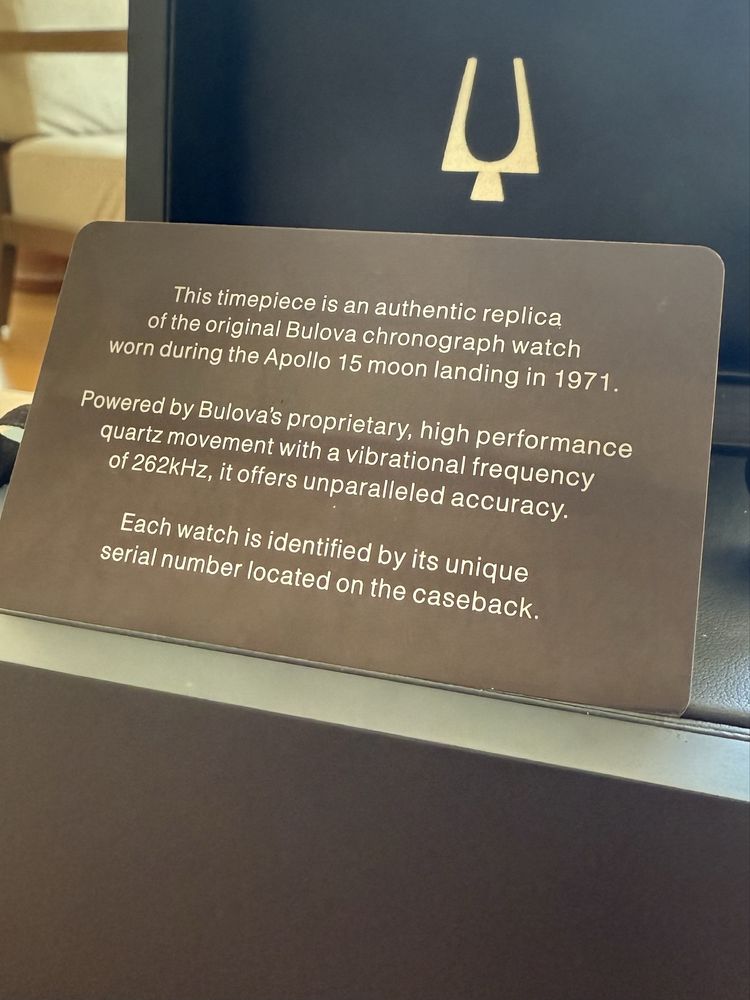 This timepiece is an authentic replica
of the original Bulova chronograph watch
worn during the Apollo 15 moon landing in 1971.
Powered by Bulova's proprietary, high performance
quartz movement with a vibrational frequency
of 262kHz, it offers unparalleled accuracy.
Each watch is identified by its unique
serial number located on the caseback.